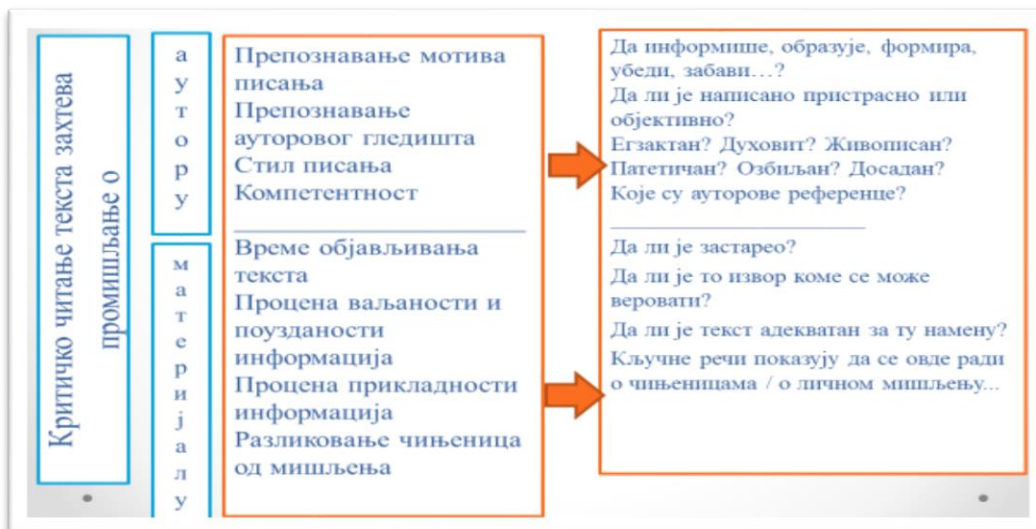 Критичко читање текста захтева
промишљање о
аутору
Препознавање мотива
писања
Препознавање
ауторовог гледишта
Стил писања
Компетентност
Да информише, образује, формира,
убеди, забави...?
Да ли је написано пристрасно или
објективно?
Егзактан? Духовит? Живописан?
Патетичан? Озбиљан? Досадан?
Које су ауторове референце?
материјалу
Време објављивања
текста
Процена ваљаности и
поузданости
информација
Процена прикладности
информација
Разликовање чињеница
од мишљења
Да ли је застарео?
Да ли је то извор коме се може
веровати?
Да ли је текст адекватан за ту намену?
Кључне речи показују да се овде ради
о чињеницама / о личном мишљењу...